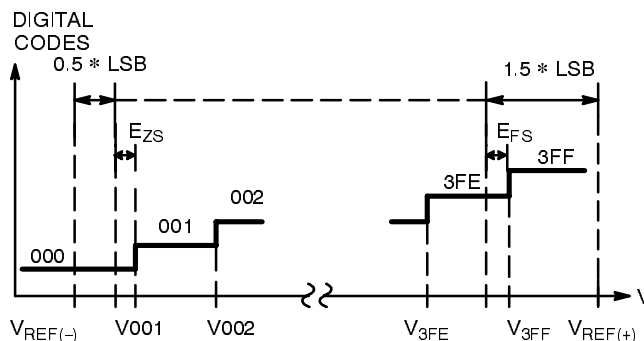 DIGITAL
CODES
0.5 * LSB
1.5 * LSB
E_ZS
E_FS
3FF
3FE
002
001
000
V
V_REF(–)
V001
V002
V_3FE
V_3FF
V_REF(+)